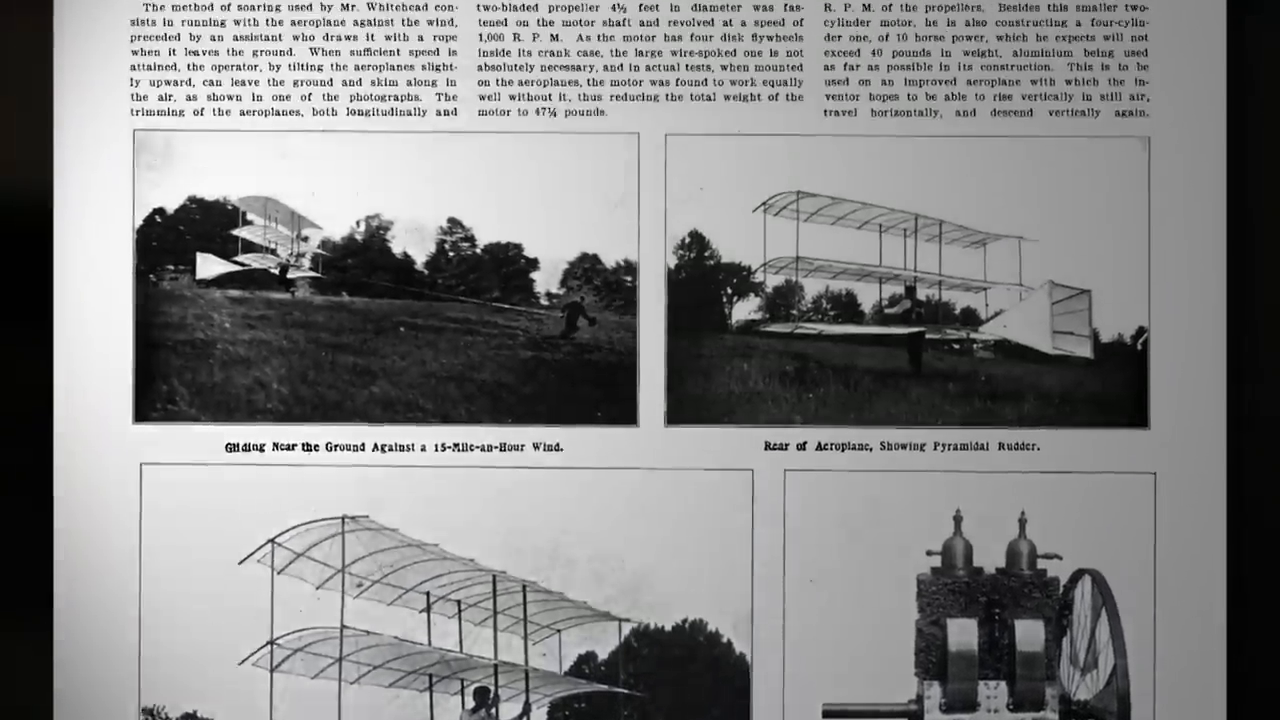 The method of soaring used by Mr. Whitehead con-
sists in running with the aeroplane against the wind,
preceded by an assistant who draws it with a rope
when it leaves the ground. When sufficient speed is
attained, the operator, by tilting the aeroplanes slight-
ly upward, can leave the ground and skim along in
the air, as shown in one of the photographs. The
trimming of the aeroplanes, both longitudinally and
two-bladed propeller 4½ feet in diameter was fas-
tened on the motor shaft and revolved at a speed of
1,000 R. P. M. As the motor has four disk flywheels
inside its crank case, the large wire-spoked one is not
absolutely necessary, and in actual tests, when mounted
on the aeroplanes, the motor was found to work equally
well without it, thus reducing the total weight of the
motor to 47¼ pounds.
R. P. M. of the propellers. Besides this smaller two-
cylinder motor, he is also constructing a four-cylin-
der one, of 10 horse power, which he expects will not
exceed 40 pounds in weight, aluminium being used
as far as possible in its construction. This is to be
used on an improved aeroplane with which the in-
ventor hopes to be able to rise vertically in still air,
travel horizontally, and descend vertically again.
Gliding Near the Ground Against a 15-Mile-an-Hour Wind.
Rear of Aeroplane, Showing Pyramidal Rudder.